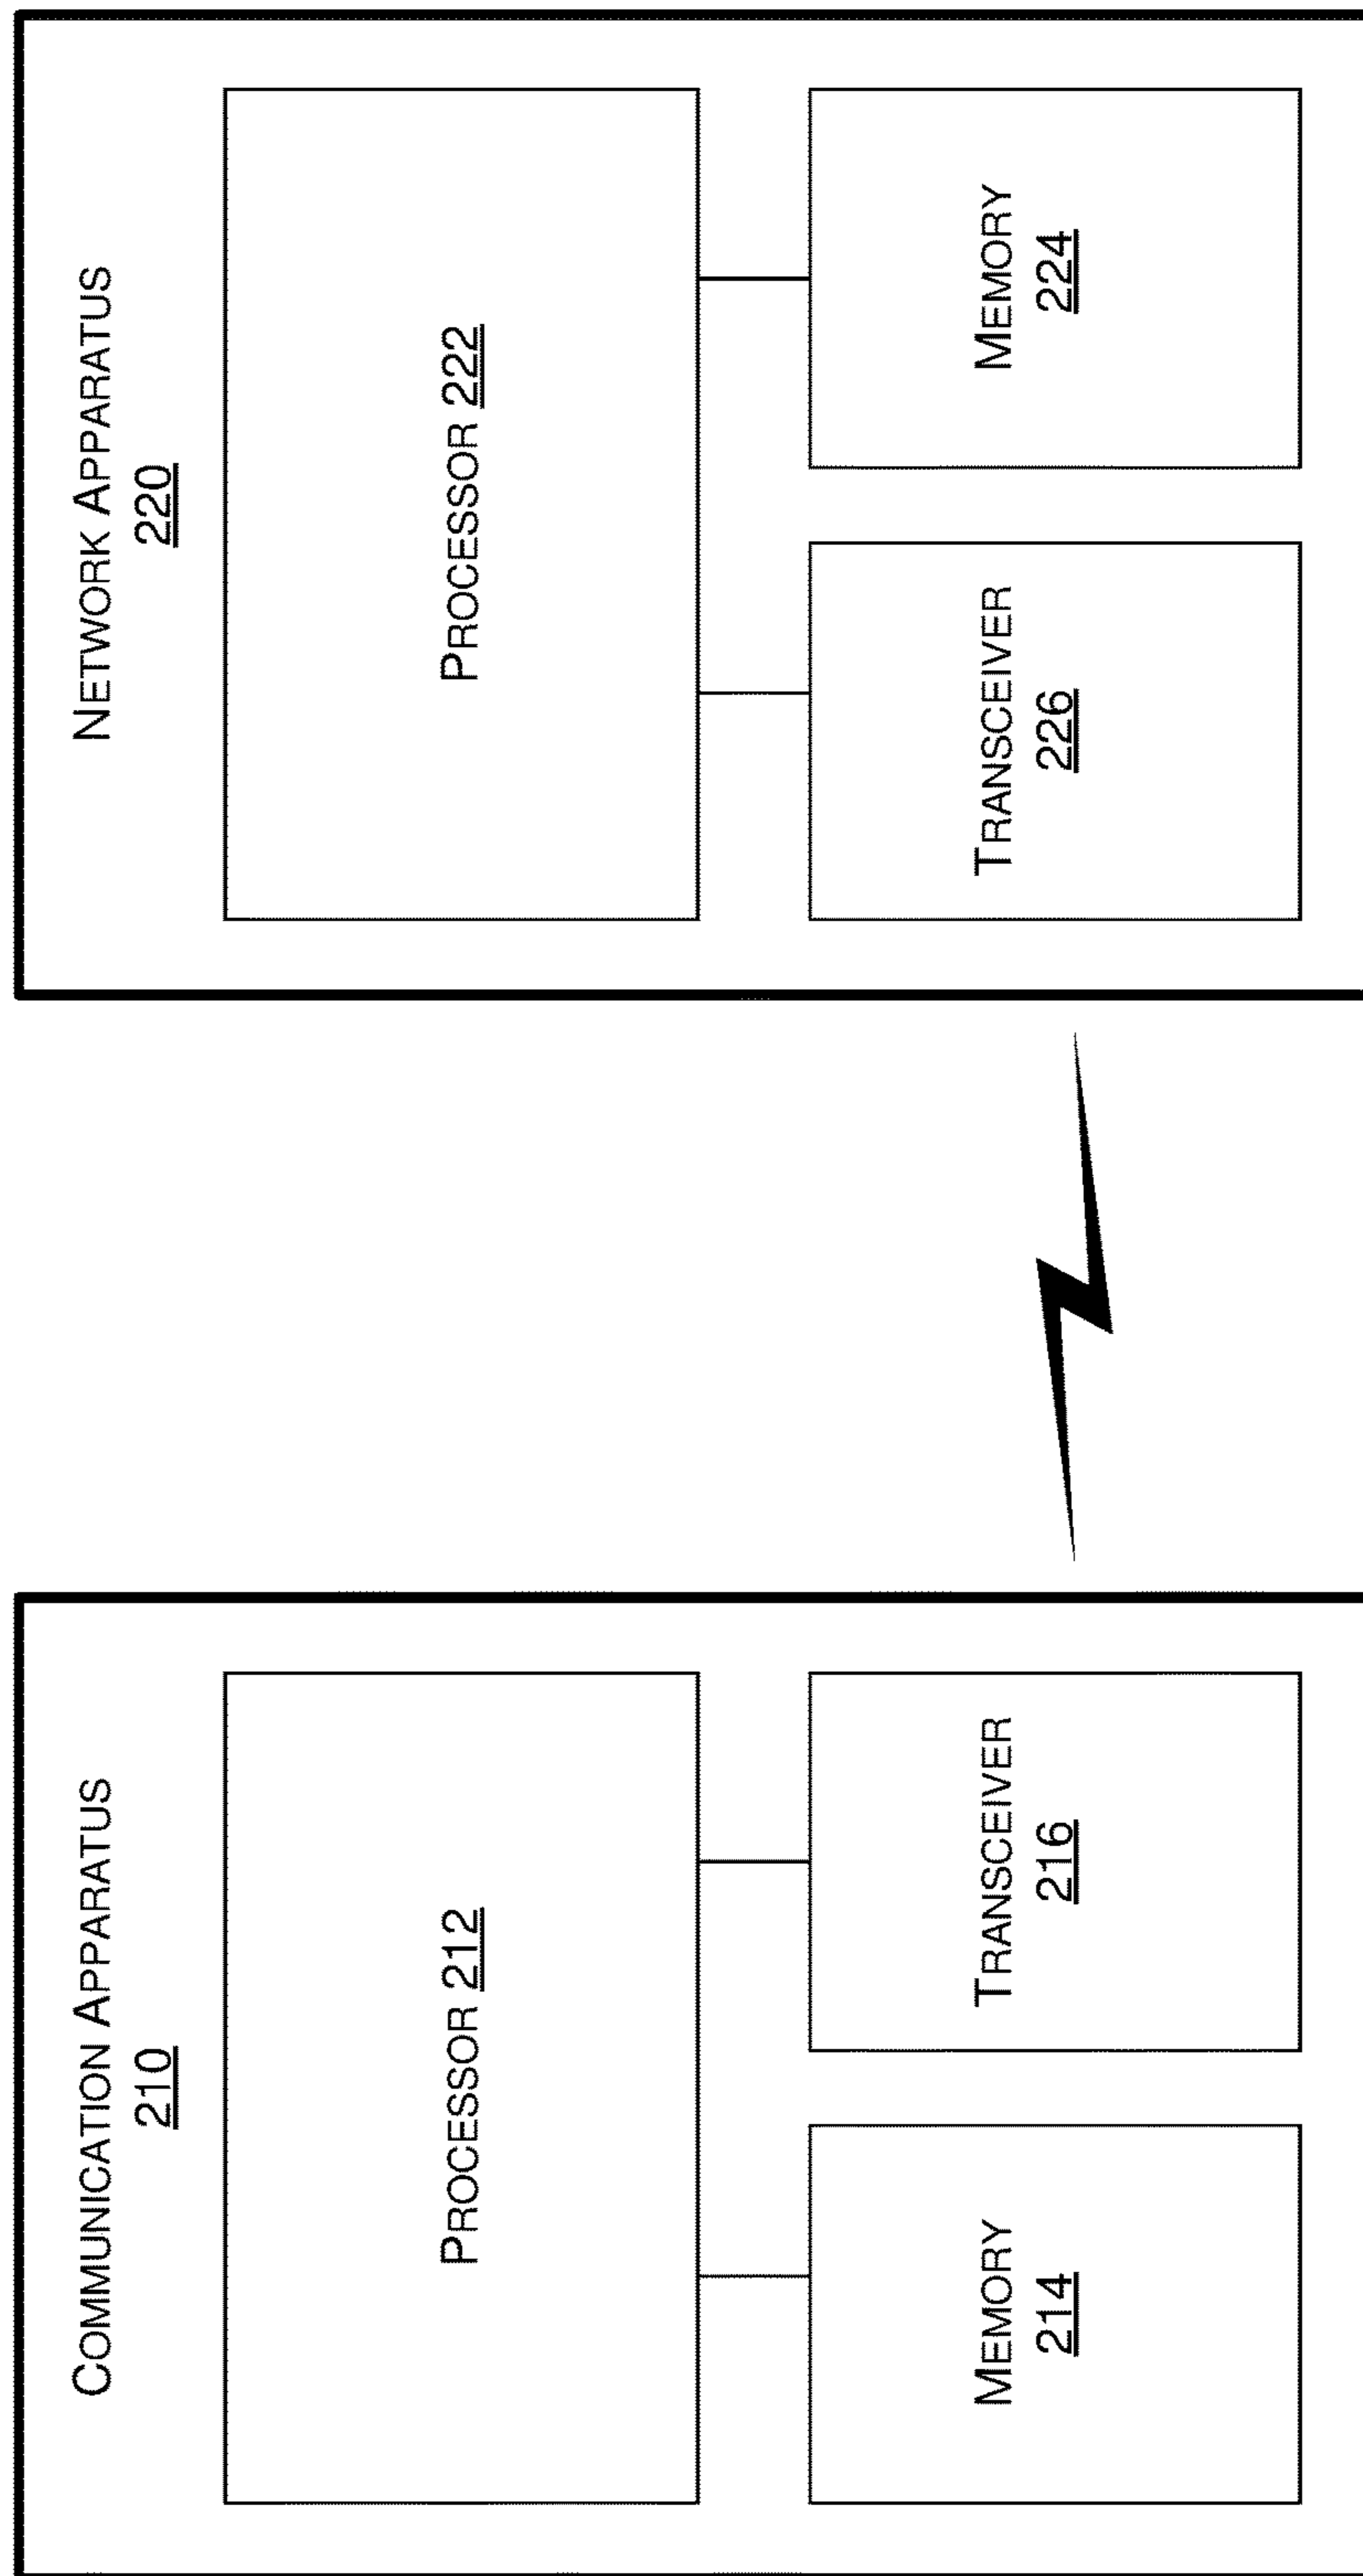 COMMUNICATION APPARATUS
210
PROCESSOR 212
MEMORY
214
TRANSCEIVER
216
NETWORK APPARATUS
220
PROCESSOR 222
TRANSCEIVER
226
MEMORY
224